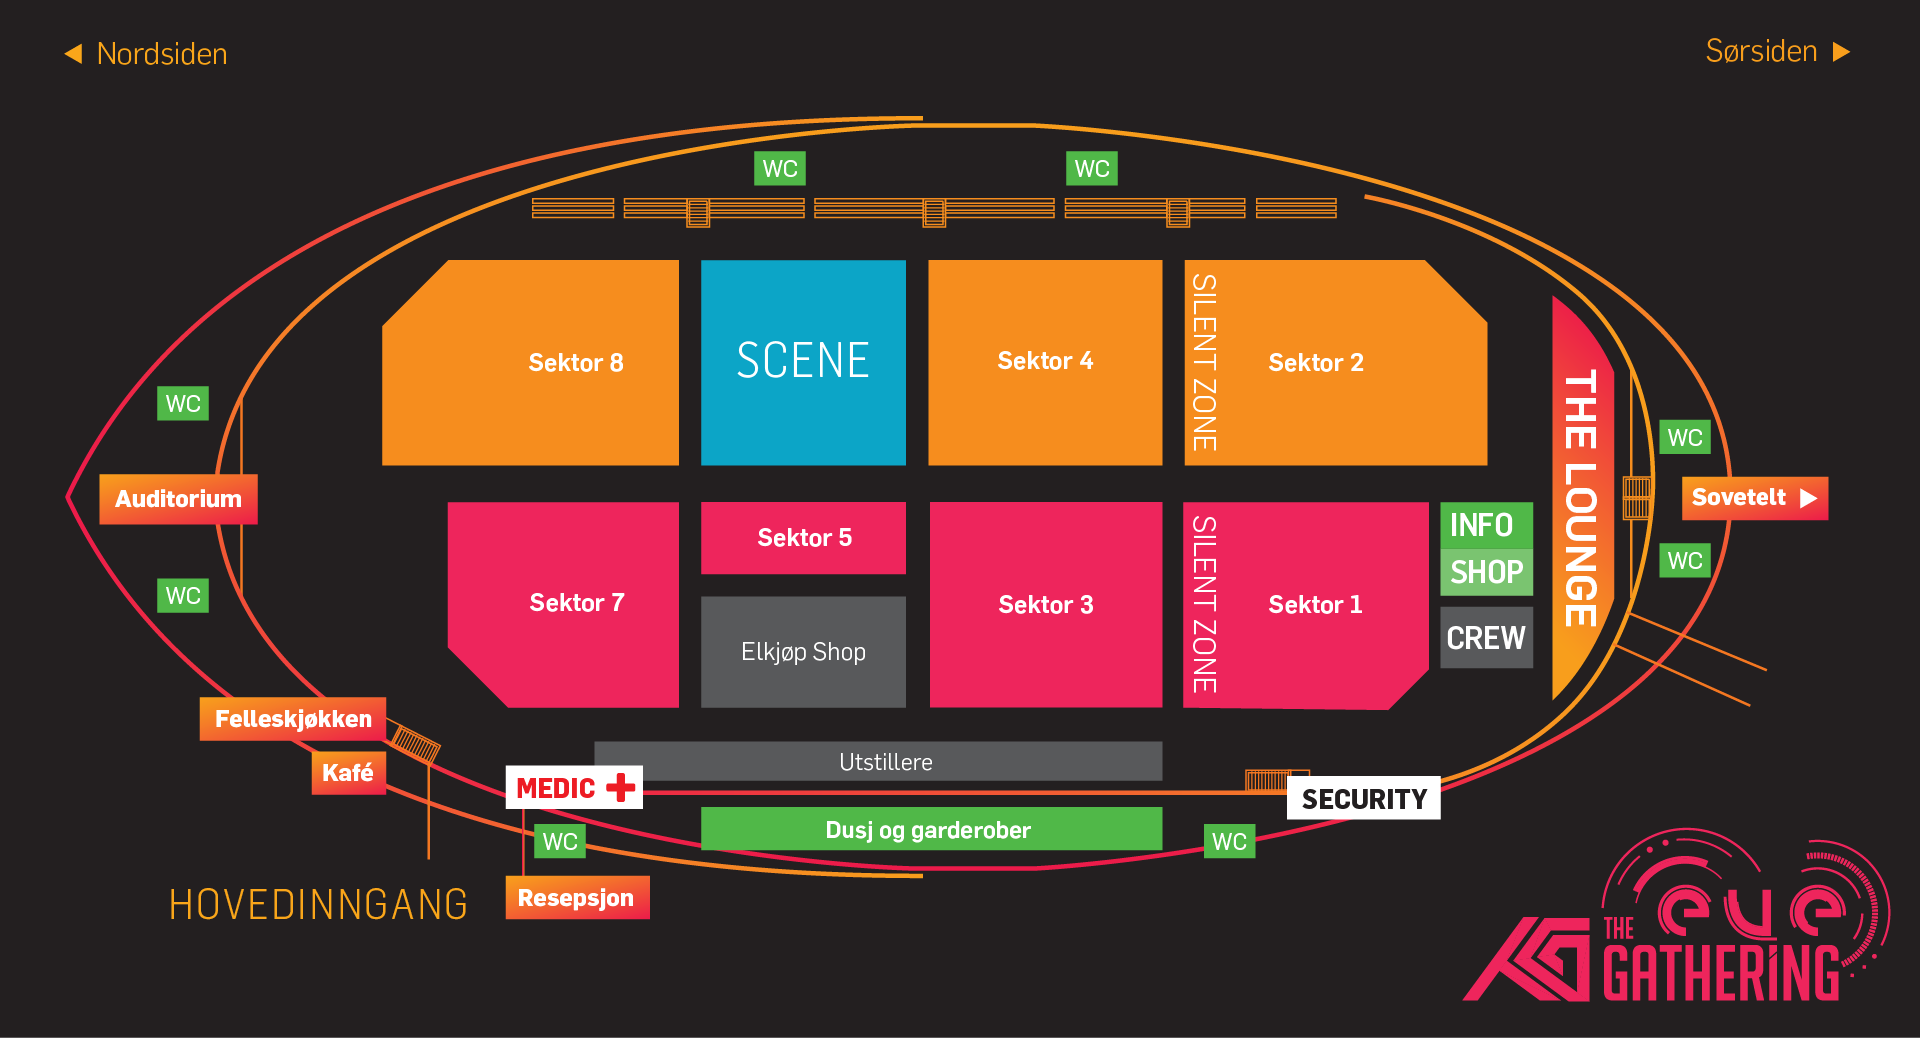 Nordsiden
Sørsiden
WC
WC
Sektor 8
SCENE
Sektor 4
SILENT ZONE
Sektor 2
THE LOUNGE
WC
WC
Auditorium
Sovetelt
Sektor 5
Sektor 7
Sektor 3
SILENT ZONE
Sektor 1
INFO
SHOP
CREW
WC
WC
Elkjøp Shop
Felleskjøkken
Kafé
Utstillere
MEDIC
SECURITY
Dusj og garderober
WC
WC
HOVEDINNGANG
Resepsjon
eue
THE
GATHERING